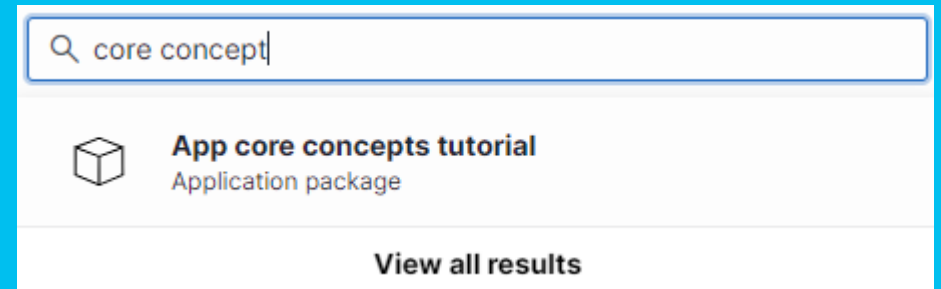 core concept
App core concepts tutorial
Application package
View all results